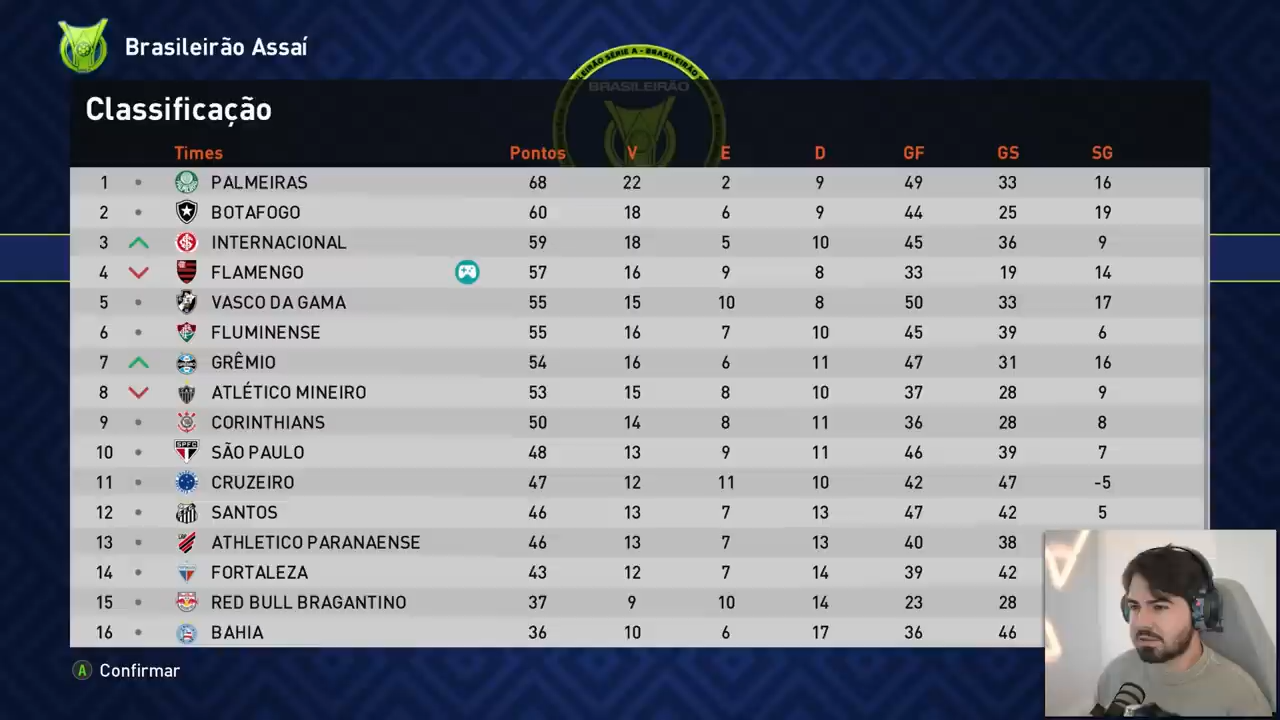 Brasileirão Assaí
BRASILEIRÃO SÉRIE A - BRASILEIRÃO
BRASILEIRÃO
Classificação
Times Pontos V E D GF GS SG
1 PALMEIRAS 68 22 2 9 49 33 16
2 BOTAFOGO 60 18 6 9 44 25 19
3 INTERNACIONAL 59 18 5 10 45 36 9
4 FLAMENGO 57 16 9 8 33 19 14
5 VASCO DA GAMA 55 15 10 8 50 33 17
6 FLUMINENSE 55 16 7 10 45 39 6
7 GRÊMIO 54 16 6 11 47 31 16
8 ATLÉTICO MINEIRO 53 15 8 10 37 28 9
9 CORINTHIANS 50 14 8 11 36 28 8
10 SPFC SÃO PAULO 48 13 9 11 46 39 7
11 CRUZEIRO 47 12 11 10 42 47 -5
12 SANTOS 46 13 7 13 47 42 5
13 ATHLETICO PARANAENSE 46 13 7 13 40 38
14 FORTALEZA 43 12 7 14 39 42
15 RED BULL BRAGANTINO 37 9 10 14 23 28
16 BAHIA 36 10 6 17 36 46
A Confirmar